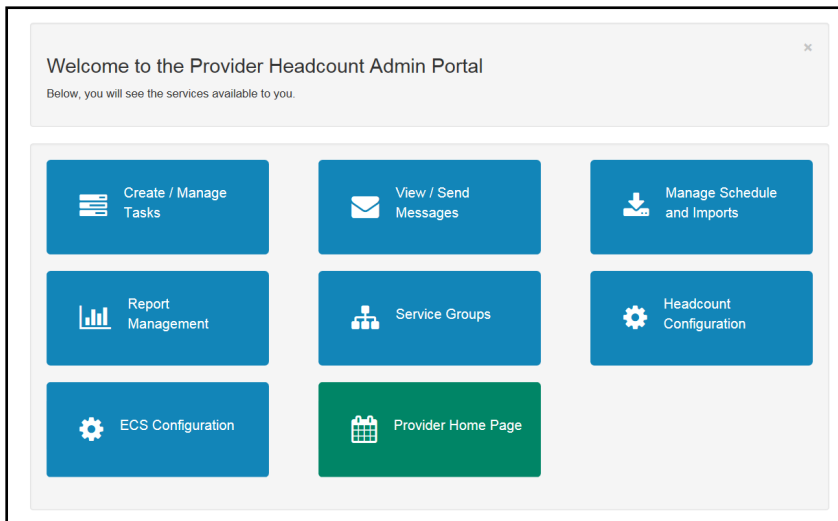 Welcome to the Provider Headcount Admin Portal
×
Below, you will see the services available to you.
Create / Manage
Tasks
View / Send
Messages
Manage Schedule
and Imports
Report
Management
Service Groups
Headcount
Configuration
ECS Configuration
Provider Home Page